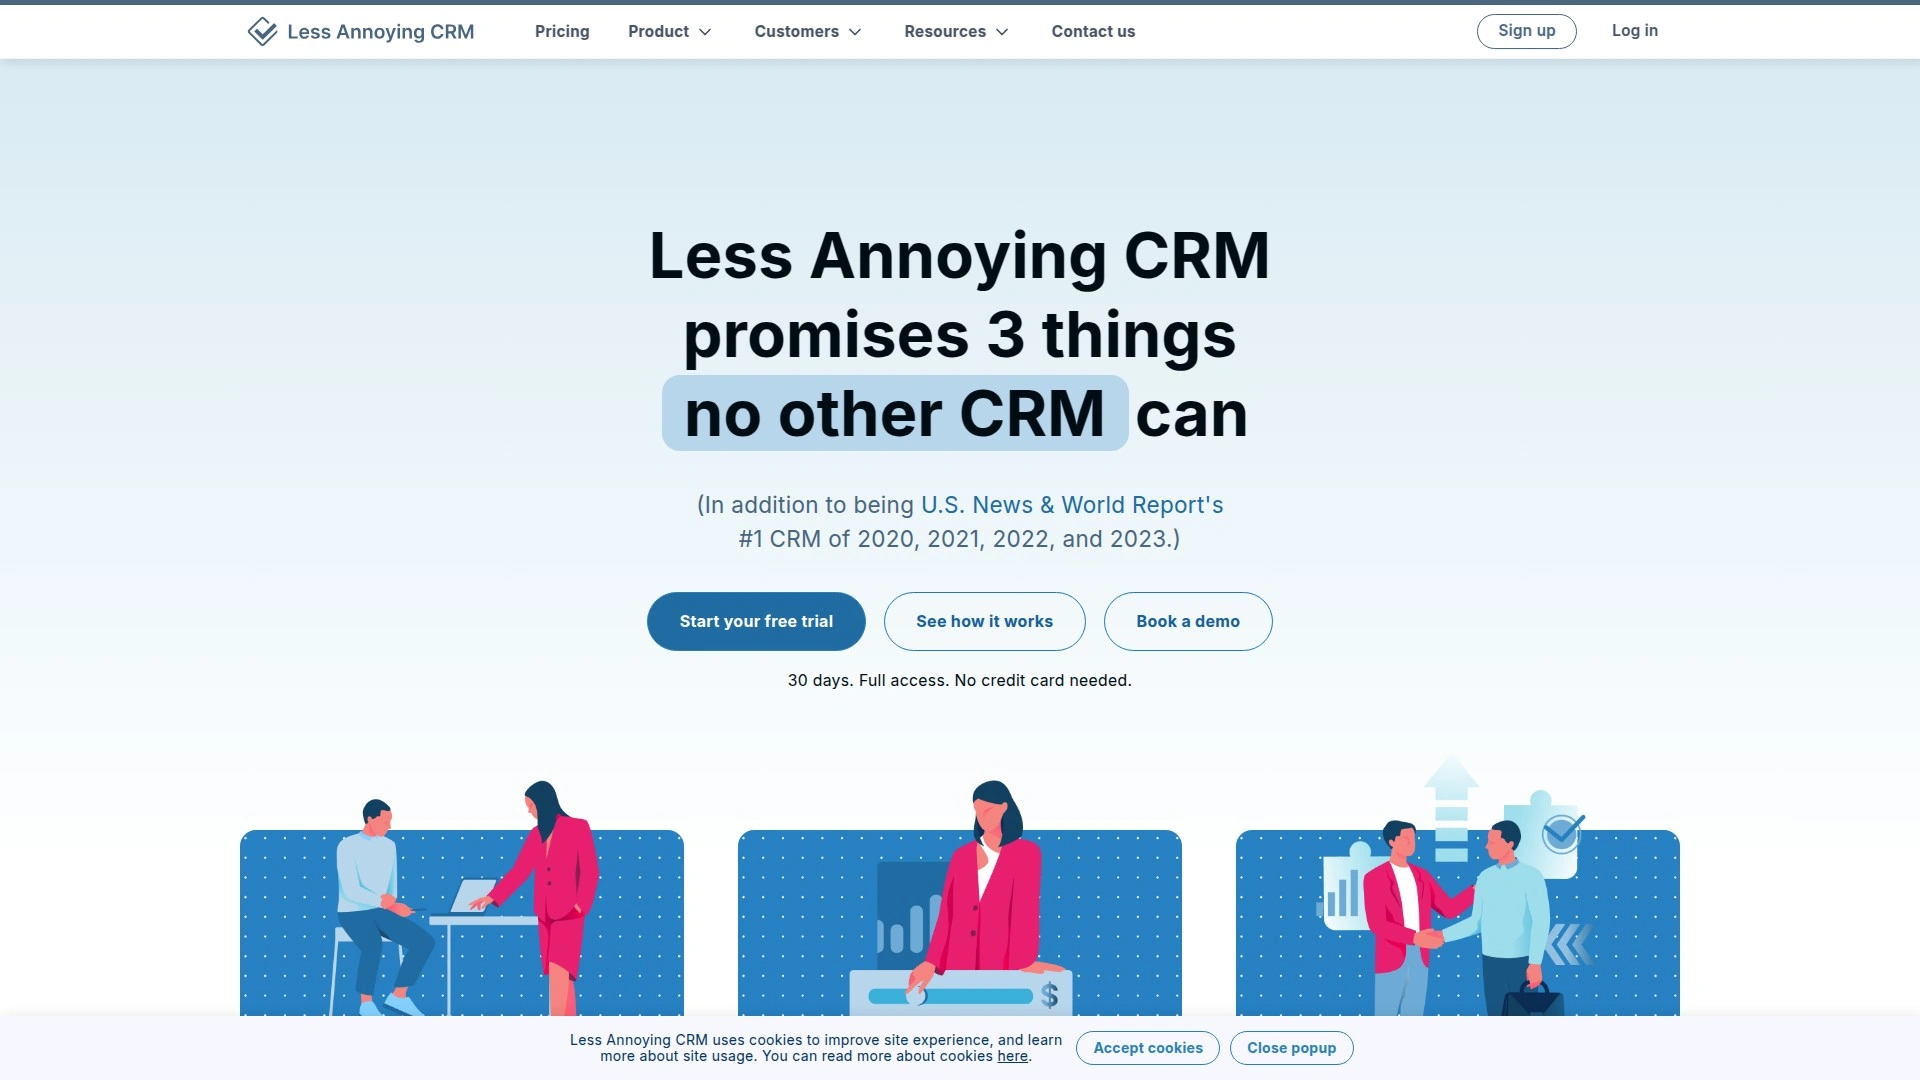 Less Annoying CRM
Pricing
Product
Customers
Resources
Contact us
Sign up
Log in
Less Annoying CRM
promises 3 things
no other CRM can
(In addition to being U.S. News & World Report's
#1 CRM of 2020, 2021, 2022, and 2023.)
Start your free trial
See how it works
Book a demo
30 days. Full access. No credit card needed.
$
Less Annoying CRM uses cookies to improve site experience, and learn
more about site usage. You can read more about cookies here.
Accept cookies
Close popup